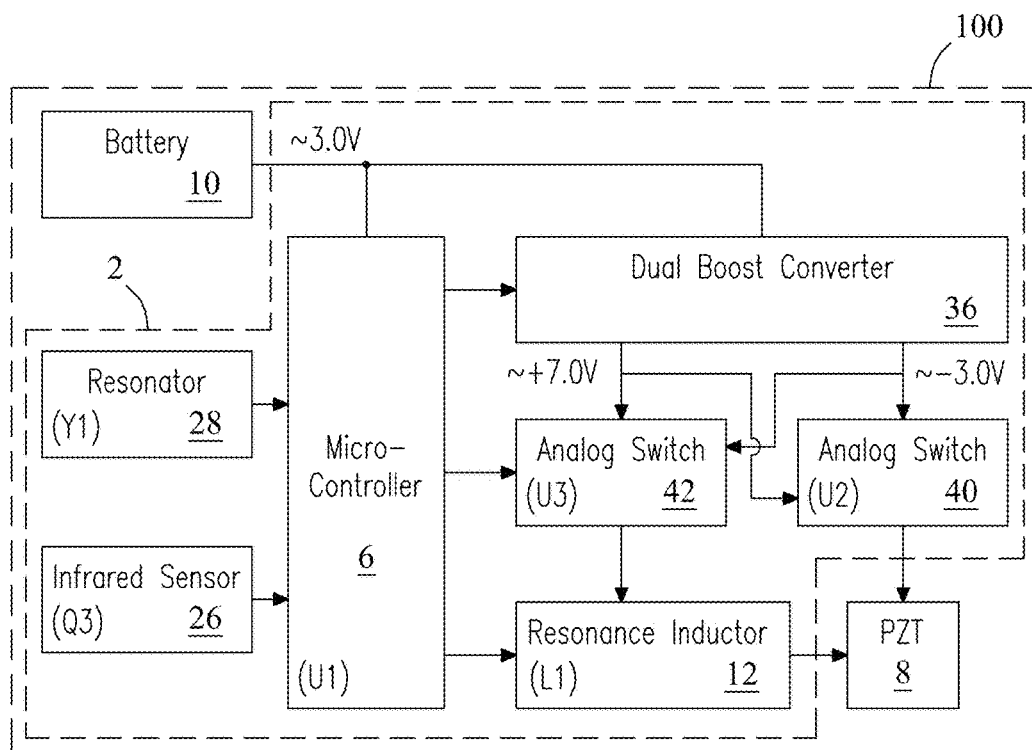 100
Battery
10
~3.0V
2
Dual Boost Converter
36
~+7.0V
~-3.0V
Resonator
(Y1)
28
Micro-
Controller
6
(U1)
Analog Switch
(U3)
42
Analog Switch
(U2)
40
Infrared Sensor
(Q3)
26
Resonance Inductor
(L1)
12
PZT
8